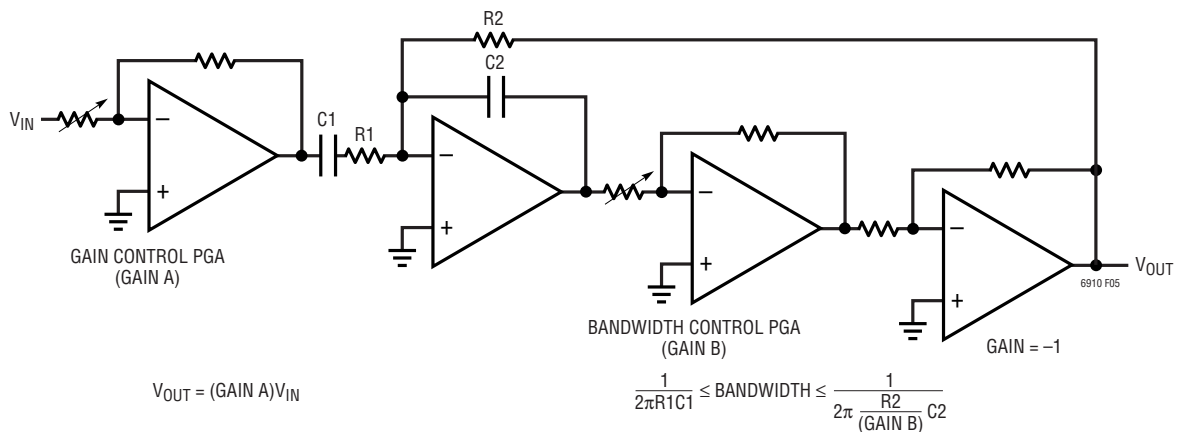 R2
C2
VIN
C1
R1
−
+
−
+
−
+
−
+
GAIN CONTROL PGA
(GAIN A)
BANDWIDTH CONTROL PGA
(GAIN B)
GAIN = –1
VOUT
6910 F05
VOUT = (GAIN A)VIN
1
2πR1C1
≤ BANDWIDTH ≤
1
2π R2
(GAIN B) C2